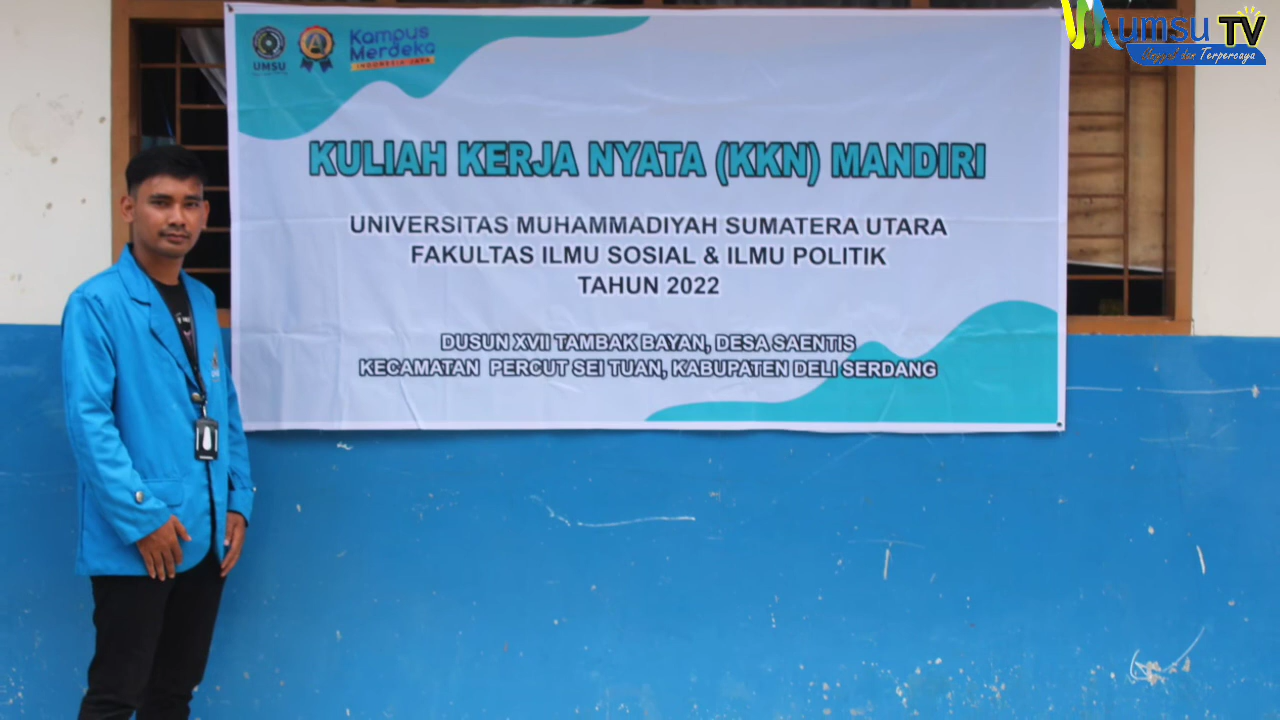 UMSU
Kampus
Merdeka
INDONESIA JAYA
umsu TV
Unggul dan Terpercaya
KULIAH KERJA NYATA (KKN) MANDIRI
UNIVERSITAS MUHAMMADIYAH SUMATERA UTARA
FAKULTAS ILMU SOSIAL & ILMU POLITIK
TAHUN 2022
DUSUN XVII TAMBAK BAYAN, DESA SAENTIS
KECAMATAN PERCUT SEI TUAN, KABUPATEN DELI SERDANG